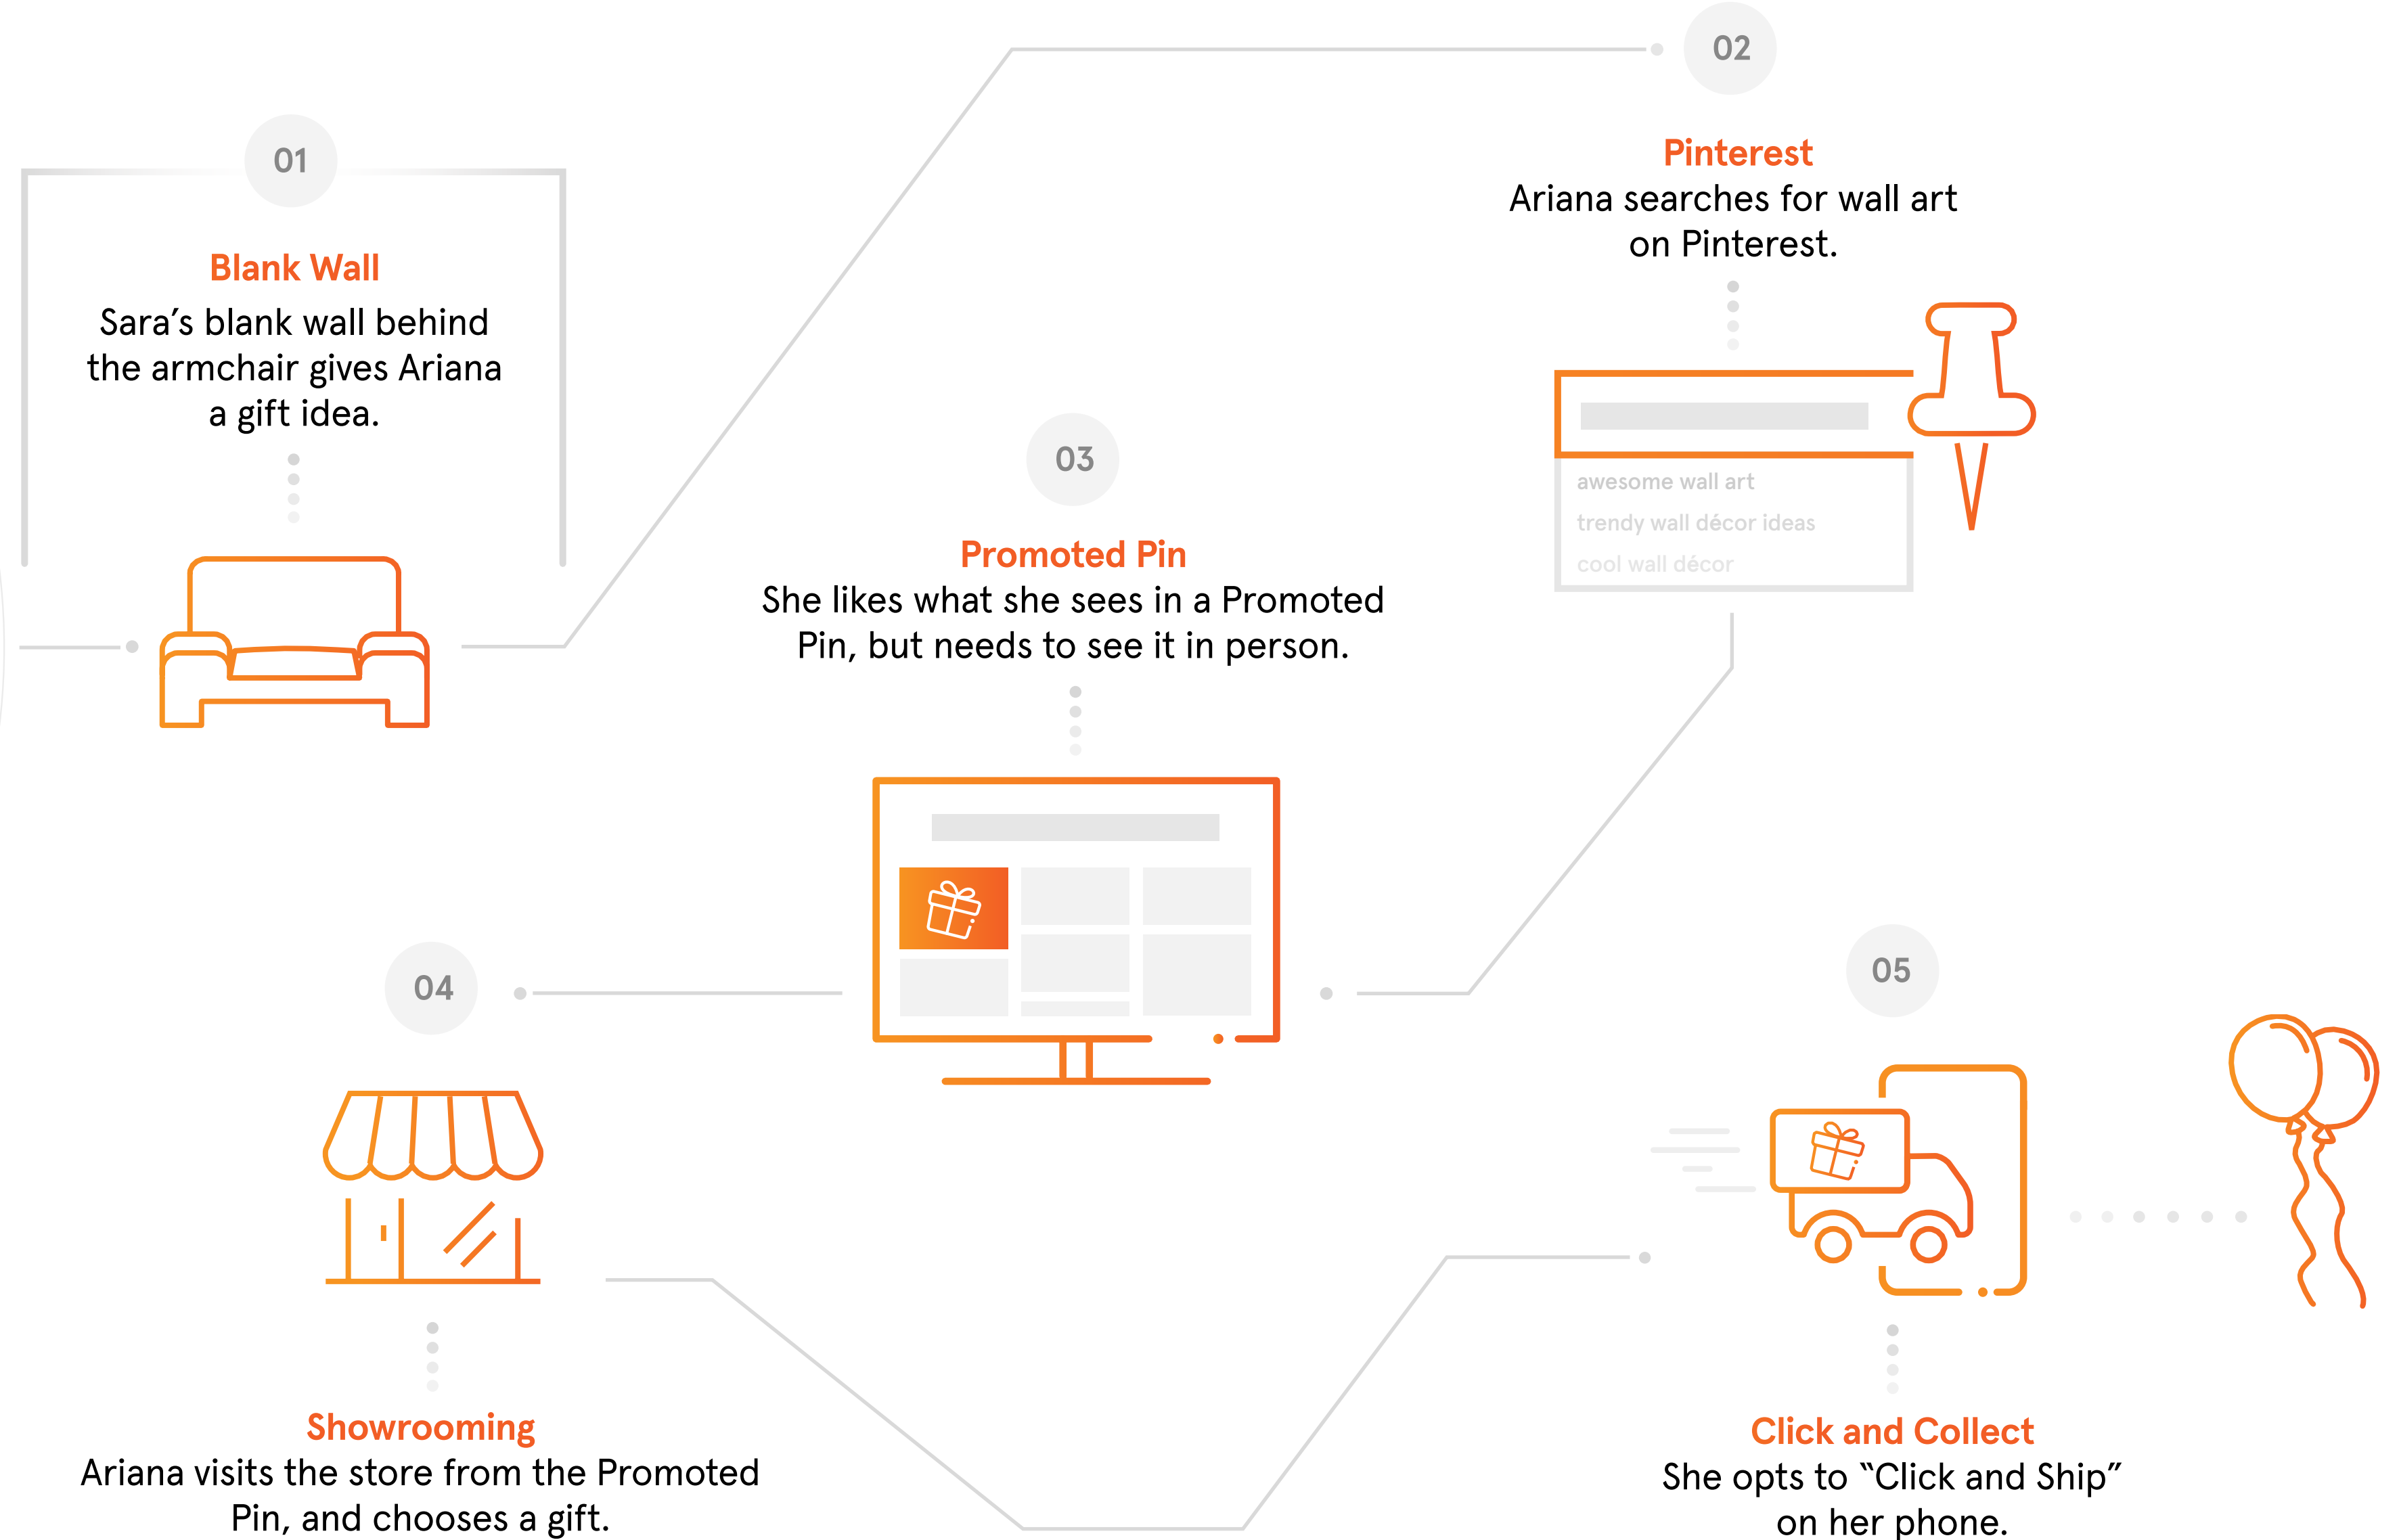 01
Blank Wall
Sara’s blank wall behind
the armchair gives Ariana
a gift idea.
02
Pinterest
Ariana searches for wall art
on Pinterest.
awesome wall art
trendy wall décor ideas
cool wall décor
03
Promoted Pin
She likes what she sees in a Promoted
Pin, but needs to see it in person.
04
Showrooming
Ariana visits the store from the Promoted
Pin, and chooses a gift.
05
Click and Collect
She opts to “Click and Ship”
on her phone.